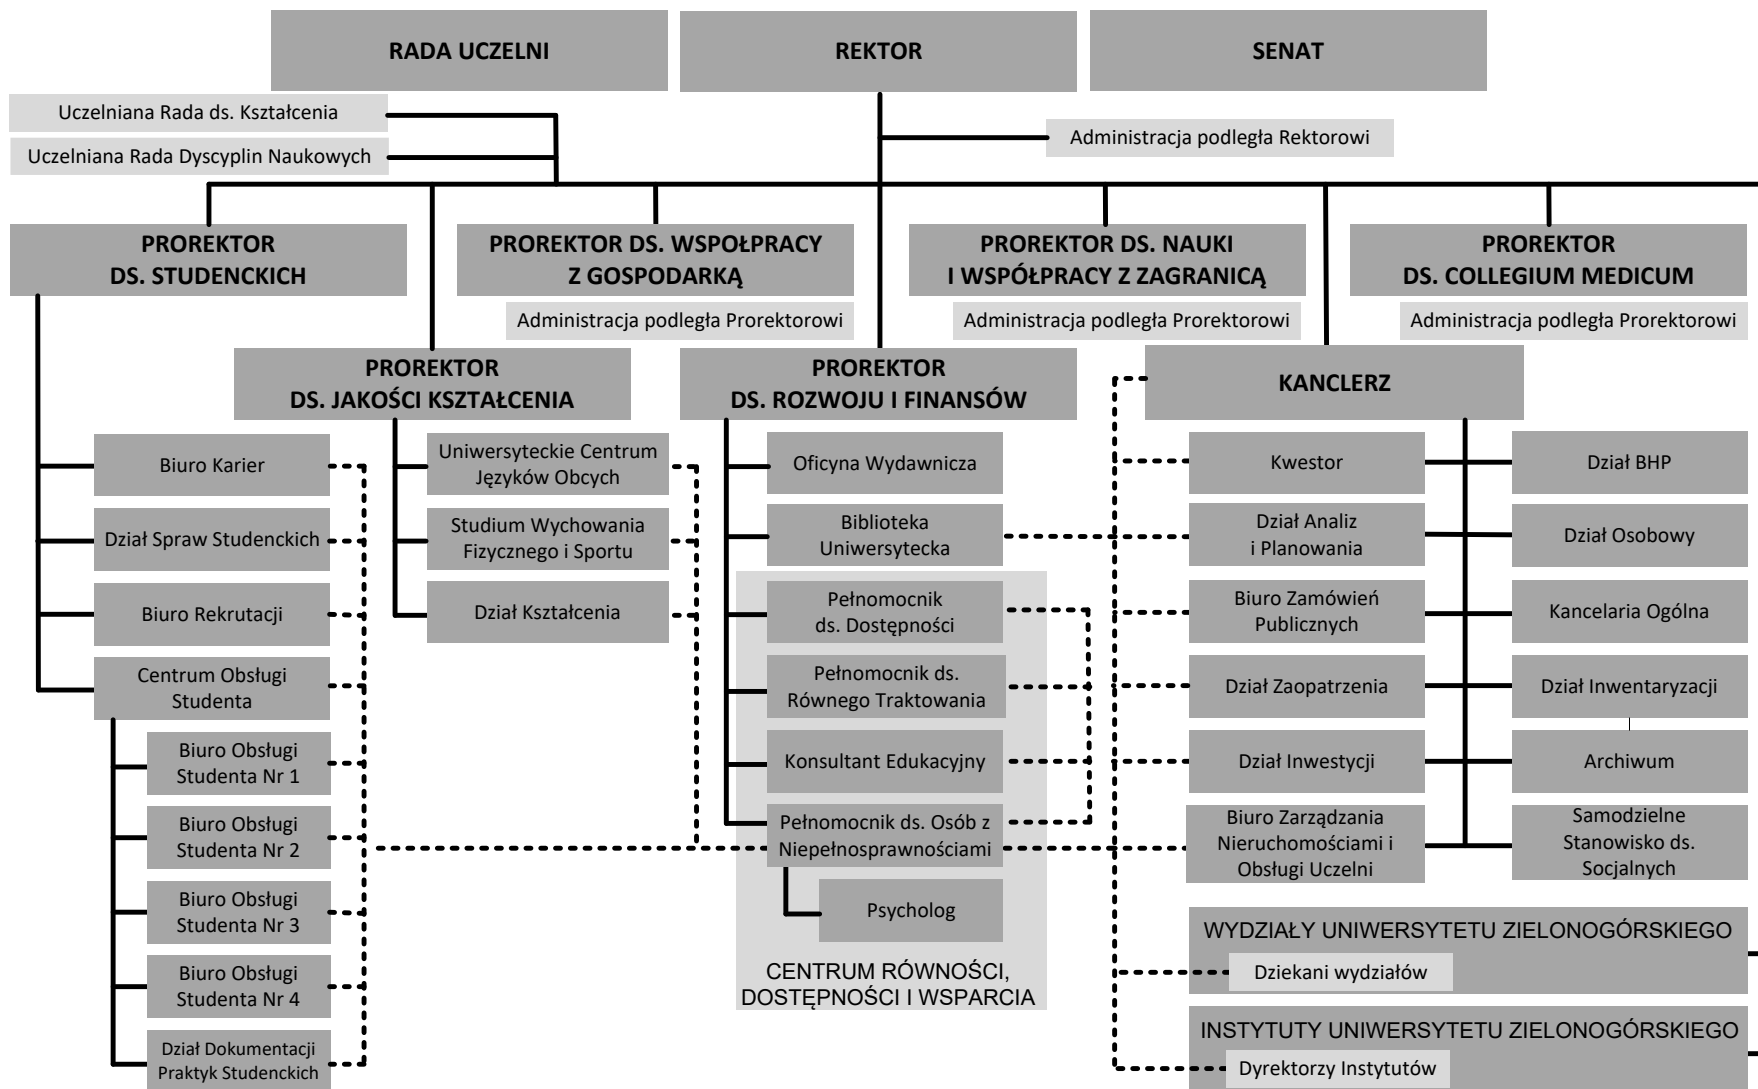 RADA UCZELNI
REKTOR
SENAT
Uczelniana Rada ds. Kształcenia
Uczelniana Rada Dyscyplin Naukowych
Administracja podległa Rektorowi
PROREKTOR
DS. STUDENCKICH
PROREKTOR DS. WSPOŁPRACY
Z GOSPODARKĄ
Administracja podległa Prorektorowi
PROREKTOR DS. NAUKI
I WSPÓŁPRACY Z ZAGRANICĄ
Administracja podległa Prorektorowi
PROREKTOR
DS. COLLEGIUM MEDICUM
Administracja podległa Prorektorowi
PROREKTOR
DS. JAKOŚCI KSZTAŁCENIA
PROREKTOR
DS. ROZWOJU I FINANSÓW
KANCLERZ
Biuro Karier
Dział Spraw Studenckich
Biuro Rekrutacji
Centrum Obsługi
Studenta
Biuro Obsługi
Studenta Nr 1
Biuro Obsługi
Studenta Nr 2
Biuro Obsługi
Studenta Nr 3
Biuro Obsługi
Studenta Nr 4
Dział Dokumentacji
Praktyk Studenckich
Uniwersyteckie Centrum
Języków Obcych
Studium Wychowania
Fizycznego i Sportu
Dział Kształcenia
Oficyna Wydawnicza
Biblioteka
Uniwersytecka
Pełnomocnik
ds. Dostępności
Pełnomocnik ds.
Równego Traktowania
Konsultant Edukacyjny
Pełnomocnik ds. Osób z
Niepełnosprawnościami
Psycholog
CENTRUM RÓWNOŚCI,
DOSTĘPNOŚCI I WSPARCIA
Kwestor
Dział Analiz
i Planowania
Biuro Zamówień
Publicznych
Dział Zaopatrzenia
Dział Inwestycji
Biuro Zarządzania
Nieruchomościami i
Obsługi Uczelni
Dział BHP
Dział Osobowy
Kancelaria Ogólna
Dział Inwentaryzacji
Archiwum
Samodzielne
Stanowisko ds.
Socjalnych
WYDZIAŁY UNIWERSYTETU ZIELONOGÓRSKIEGO
Dziekani wydziałów
INSTYTUTY UNIWERSYTETU ZIELONOGÓRSKIEGO
Dyrektorzy Instytutów